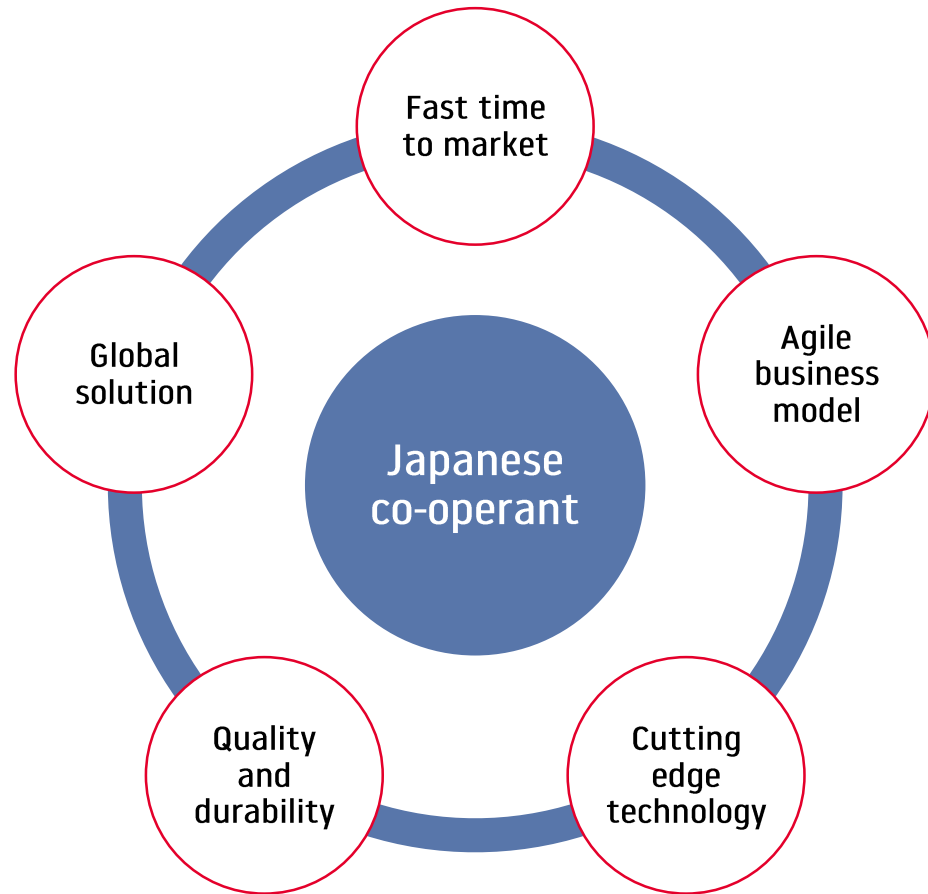 Fast time
to market
Agile
business
model
Cutting
edge
technology
Quality
and
durability
Global
solution
Japanese
co-operant